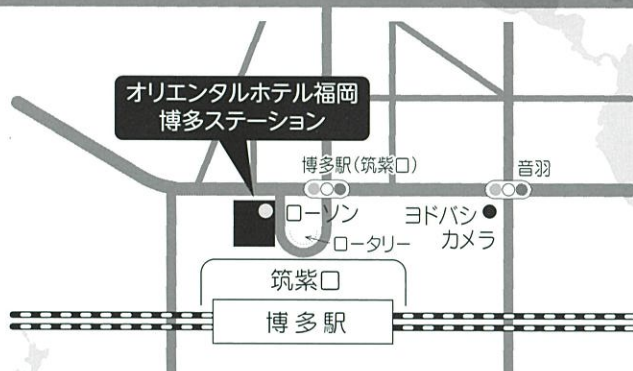 オリエンタルホテル福岡
博多ステーション
博多駅(筑紫口)
音羽
ローソン
ヨドバシ
カメラ
ロータリー
筑紫口
博多駅